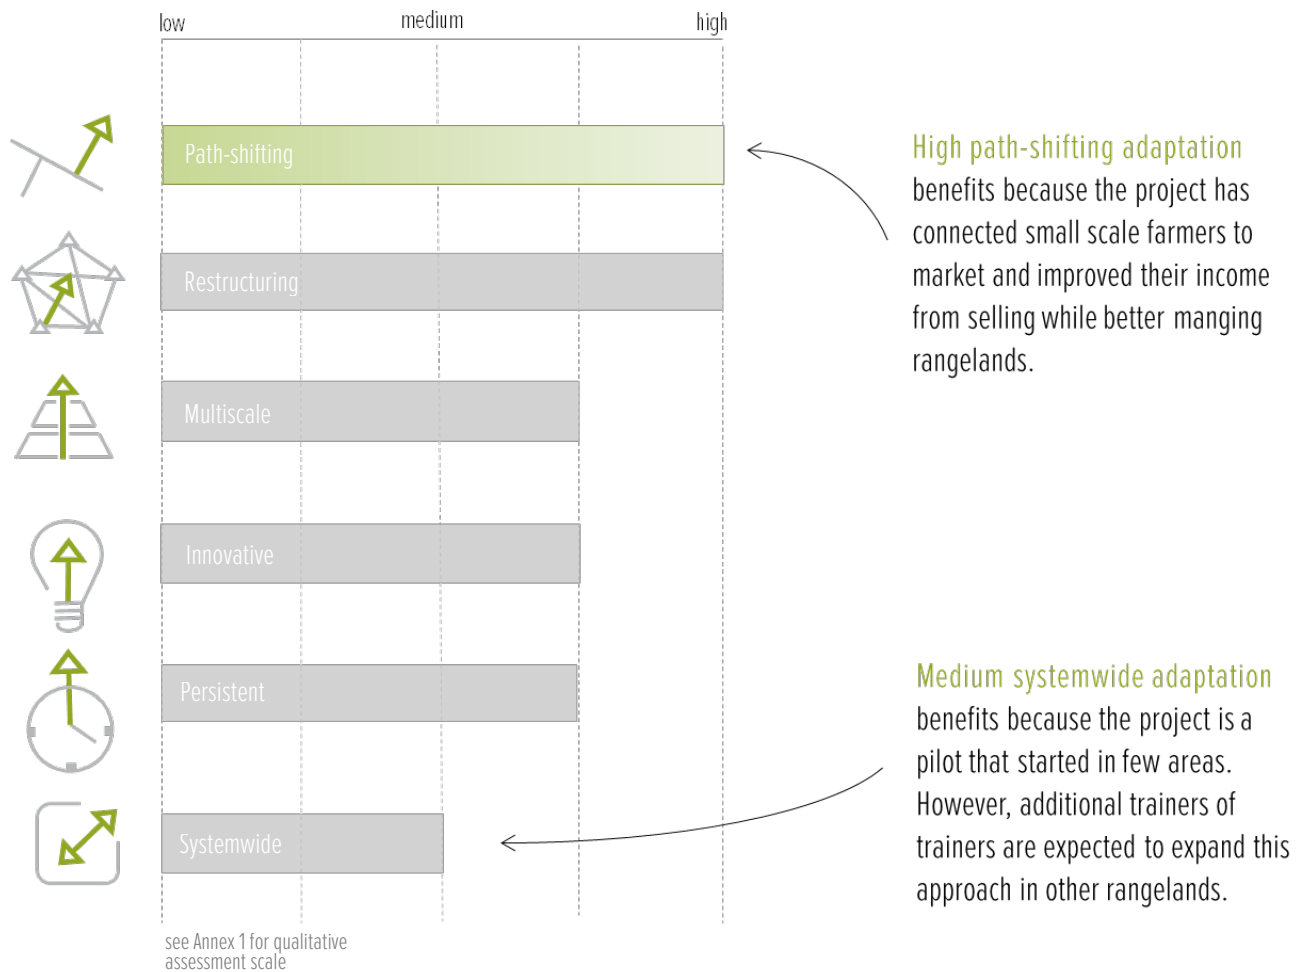 low medium high
Path-shifting
High path-shifting adaptation
benefits because the project has
connected small scale farmers to
market and improved their income
from selling while better manging
rangelands.
Restructuring
Multiscale
Innovative
Persistent
Medium systemwide adaptation
benefits because the project is a
pilot that started in few areas.
However, additional trainers of
trainers are expected to expand this
approach in other rangelands.
Systemwide
see Annex 1 for qualitative
assessment scale